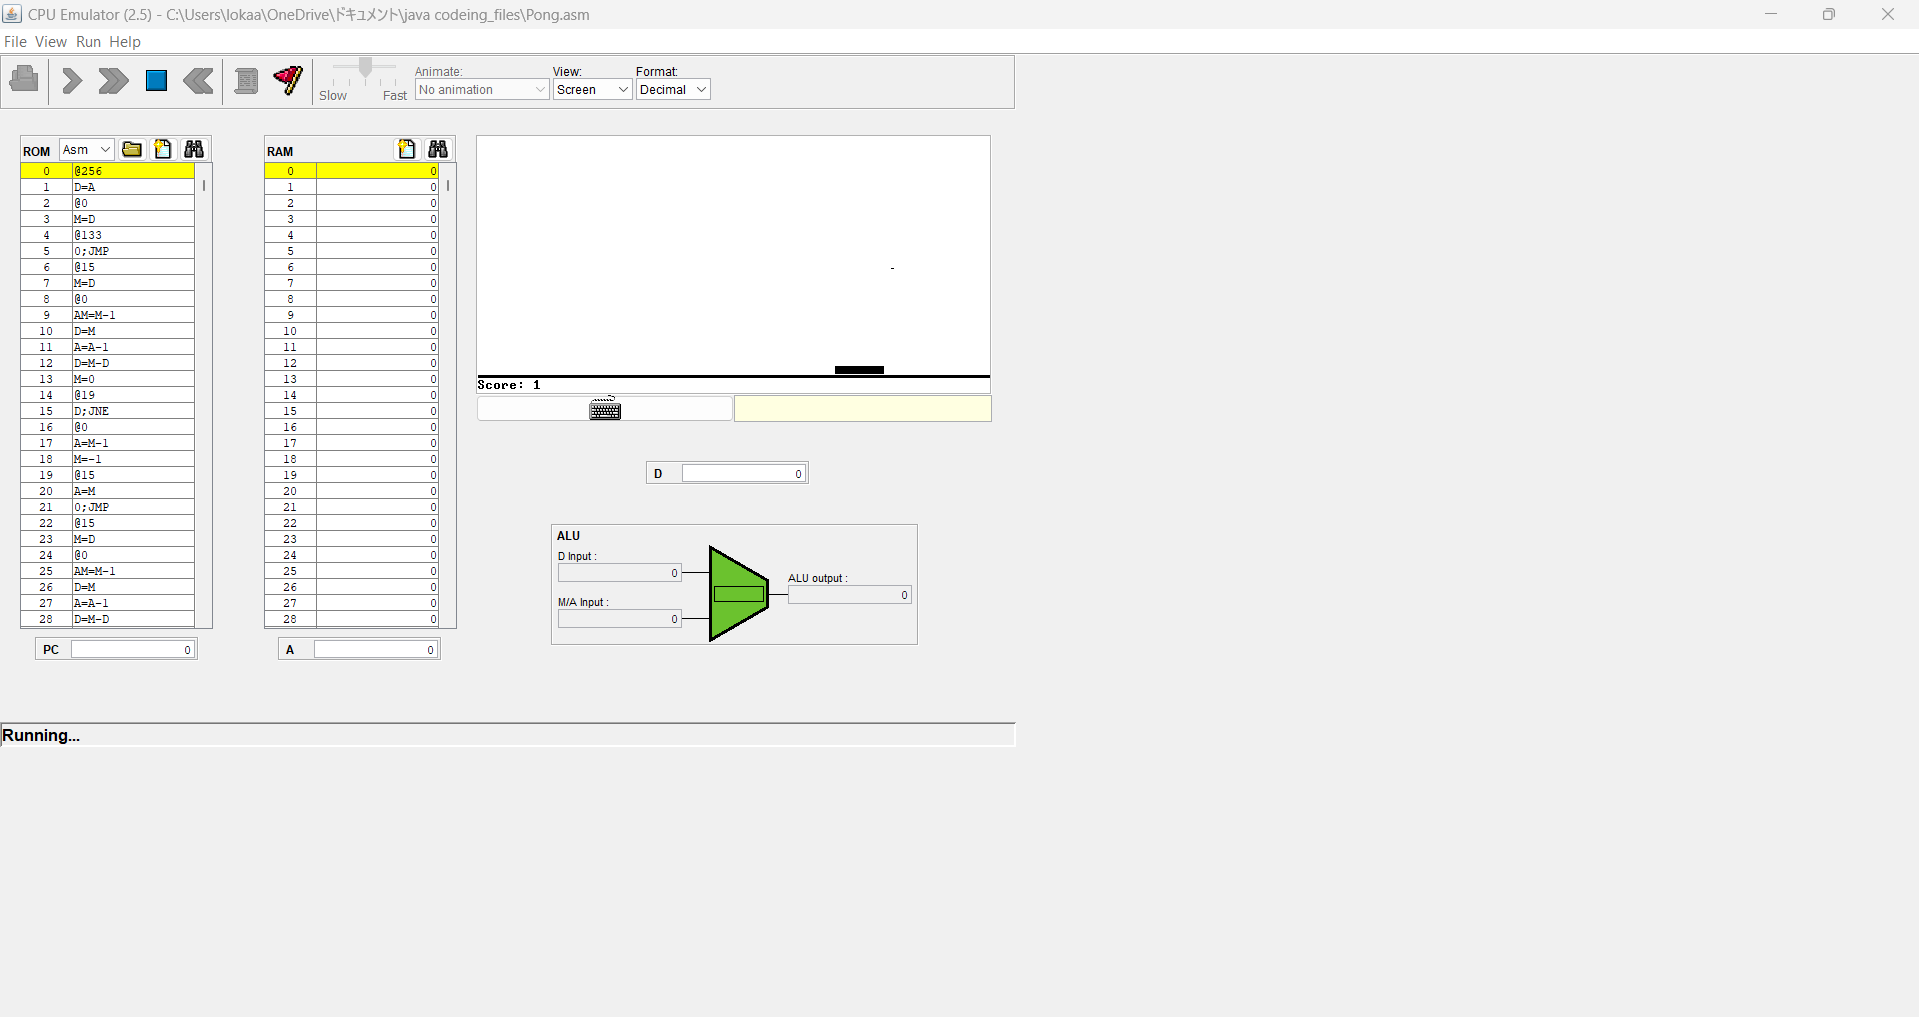 CPU Emulator (2.5) - C:\Users\lokaa\OneDrive\ドキュメント\java codeing_files\Pong.asm
File View Run Help
Slow Fast
Animate:
No animation
View:
Screen
Format:
Decimal
ROM Asm
0 @256
1 D=A
2 @0
3 M=D
4 @133
5 0;JMP
6 @15
7 M=D
8 @0
9 AM=M-1
10 D=M
11 A=A-1
12 D=M-D
13 M=0
14 @19
15 D;JNE
16 @0
17 A=M-1
18 M=-1
19 @15
20 A=M
21 0;JMP
22 @15
23 M=D
24 @0
25 AM=M-1
26 D=M
27 A=A-1
28 D=M-D
PC 0
RAM
0 0
1 0
2 0
3 0
4 0
5 0
6 0
7 0
8 0
9 0
10 0
11 0
12 0
13 0
14 0
15 0
16 0
17 0
18 0
19 0
20 0
21 0
22 0
23 0
24 0
25 0
26 0
27 0
28 0
A 0
Score: 1
D 0
ALU
D Input :
0
M/A Input :
0
ALU output :
0
Running...